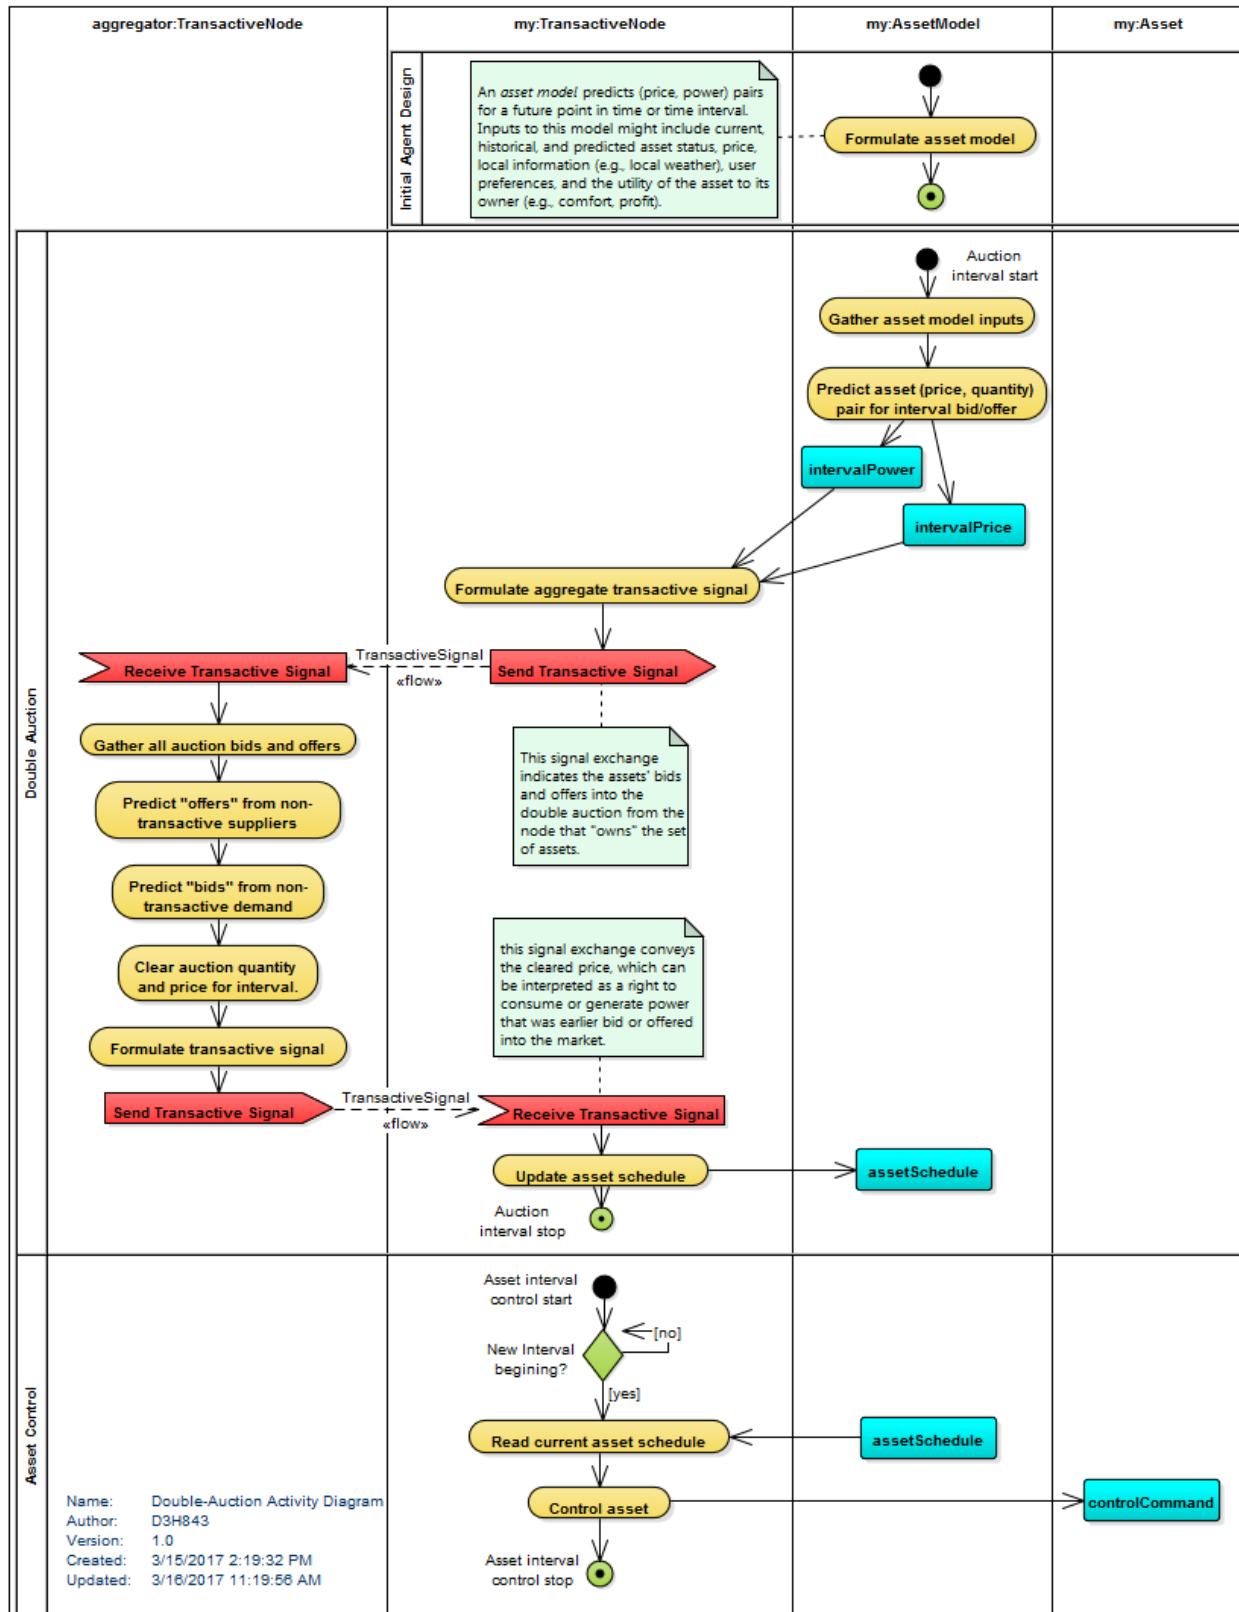 aggregator:TransactiveNode
my:TransactiveNode
my:AssetModel
my:Asset
Initial Agent Design
An asset model predicts (price, power) pairs
for a future point in time or time interval.
Inputs to this model might include current,
historical, and predicted asset status, price,
local information (e.g., local weather), user
preferences, and the utility of the asset to its
owner (e.g., comfort, profit).
Formulate asset model
Double Auction
Auction
interval start
Gather asset model inputs
Predict asset (price, quantity)
pair for interval bid/offer
intervalPower
intervalPrice
Formulate aggregate transactive signal
Send Transactive Signal
TransactiveSignal
«flow»
Receive Transactive Signal
This signal exchange
indicates the assets' bids
and offers into the
double auction from the
node that "owns" the set
of assets.
Gather all auction bids and offers
Predict "offers" from non-
transactive suppliers
Predict "bids" from non-
transactive demand
Clear auction quantity
and price for interval.
Formulate transactive signal
Send Transactive Signal
TransactiveSignal
«flow»
this signal exchange conveys
the cleared price, which can
be interpreted as a right to
consume or generate power
that was earlier bid or offered
into the market.
Receive Transactive Signal
Update asset schedule
assetSchedule
Auction
interval stop
Asset Control
Asset interval
control start
New Interval
begining?
[no]
[yes]
Read current asset schedule
assetSchedule
Control asset
controlCommand
Asset interval
control stop
Name: Double-Auction Activity Diagram
Author: D3H843
Version: 1.0
Created: 3/15/2017 2:19:32 PM
Updated: 3/16/2017 11:19:56 AM